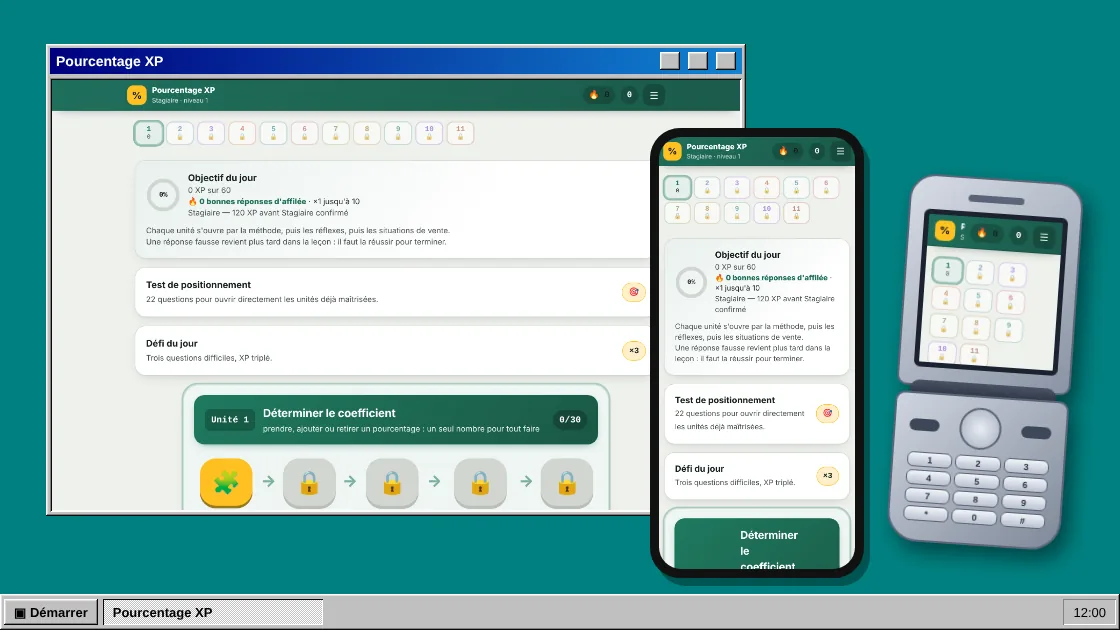 Pourcentage XP
% Pourcentage XP
Stagiaire · niveau 1
🔥 0 0 ☰
1 2 3 4 5 6 7 8 9 10 11
0
0%
Objectif du jour
0 XP sur 60
🔥 0 bonnes réponses d'affilée · ×1 jusqu'à 10
Stagiaire — 120 XP avant Stagiaire confirmé
Chaque unité s'ouvre par la méthode, puis les réflexes, puis les situations de vente.
Une réponse fausse revient plus tard dans la leçon : il faut la réussir pour terminer.
Test de positionnement
22 questions pour ouvrir directement les unités déjà maîtrisées.
Défi du jour
Trois questions difficiles, XP triplé.
×3
Unité 1
Déterminer le coefficient
prendre, ajouter ou retirer un pourcentage : un seul nombre pour tout faire
0/30
% Pourcentage XP
Stagiaire · niveau 1
🔥 0 0 ☰
1 2 3 4 5 6
0
7 8 9 10 11
0%
Objectif du jour
0 XP sur 60
🔥 0 bonnes réponses d'affilée ·
×1 jusqu'à 10
Stagiaire — 120 XP avant Stagiaire
confirmé
Chaque unité s'ouvre par la méthode, puis les
réflexes, puis les situations de vente.
Une réponse fausse revient plus tard dans la
leçon : il faut la réussir pour terminer.
Test de positionnement
22 questions pour ouvrir directement
les unités déjà maîtrisées.
Défi du jour
Trois questions difficiles, XP triplé.
×3
Déterminer
le
coefficient
% P
S
🔥 0 0 ☰
1 2 3
0
4 5 6
7 8 9
10 11
1 2 3
4 5 6
7 8 9
* 0 #
Démarrer
Pourcentage XP
12:00